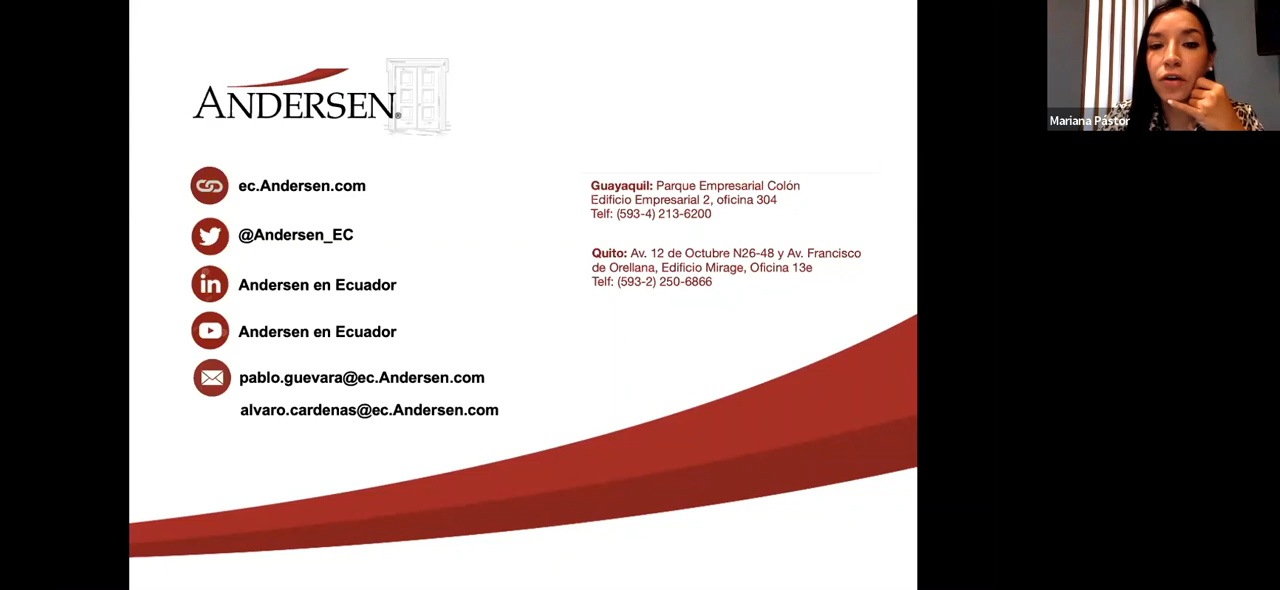 ANDERSEN®
ec.Andersen.com
@Andersen_EC
Andersen en Ecuador
Andersen en Ecuador
pablo.guevara@ec.Andersen.com
alvaro.cardenas@ec.Andersen.com
Guayaquil: Parque Empresarial Colón
Edificio Empresarial 2, oficina 304
Telf: (593-4) 213-6200
Quito: Av. 12 de Octubre N26-48 y Av. Francisco
de Orellana, Edificio Mirage, Oficina 13e
Telf: (593-2) 250-6866
Mariana Pástor